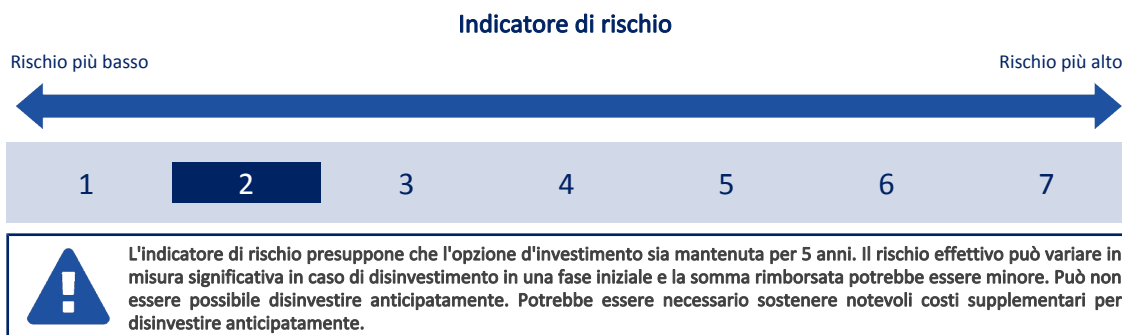 Indicatore di rischio
Rischio più basso
Rischio più alto
1 2 3 4 5 6 7
L'indicatore di rischio presuppone che l'opzione d'investimento sia mantenuta per 5 anni. Il rischio effettivo può variare in
misura significativa in caso di disinvestimento in una fase iniziale e la somma rimborsata potrebbe essere minore. Può non
essere possibile disinvestire anticipatamente. Potrebbe essere necessario sostenere notevoli costi supplementari per
disinvestire anticipatamente.